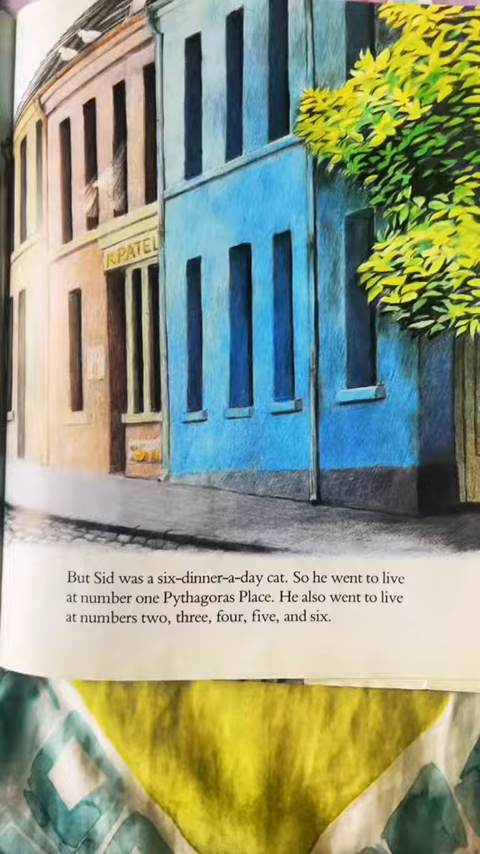 K.PATEL
But Sid was a six-dinner-a-day cat. So he went to live
at number one Pythagoras Place. He also went to live
at numbers two, three, four, five, and six.